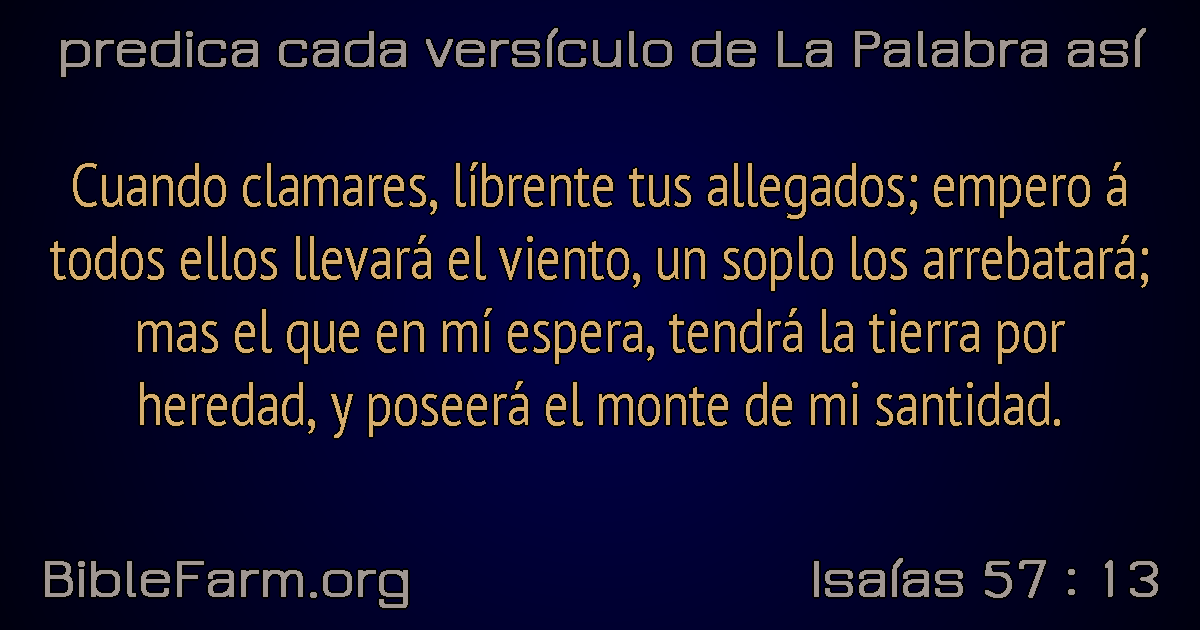 predica cada versículo de La Palabra así
Cuando clamares, líbrente tus allegados; empero á
todos ellos llevará el viento, un soplo los arrebatará;
mas el que en mí espera, tendrá la tierra por
heredad, y poseerá el monte de mi santidad.
BibleFarm.org
Isaías 57 : 13